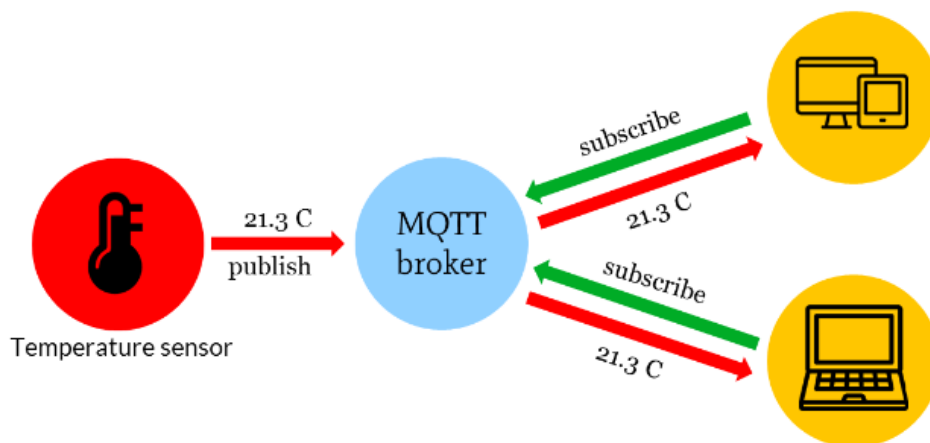 subscribe
21.3 C
21.3 C
publish
MQTT
broker
subscribe
21.3 C
Temperature sensor